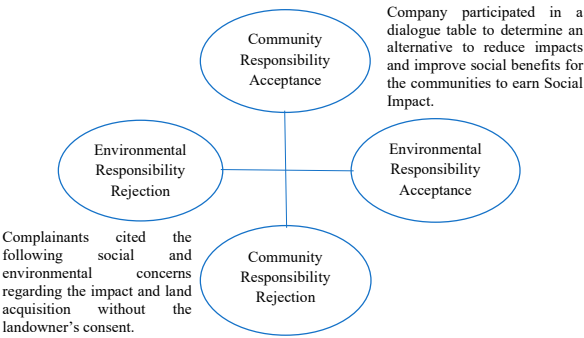 Community
Responsibility
Acceptance
Company participated in a
dialogue table to determine an
alternative to reduce impacts
and improve social benefits for
the communities to earn Social
Impact.
Environmental
Responsibility
Rejection
Environmental
Responsibility
Acceptance
Complainants cited the
following social and
environmental concerns
regarding the impact and land
acquisition without the
landowner's consent.
Community
Responsibility
Rejection